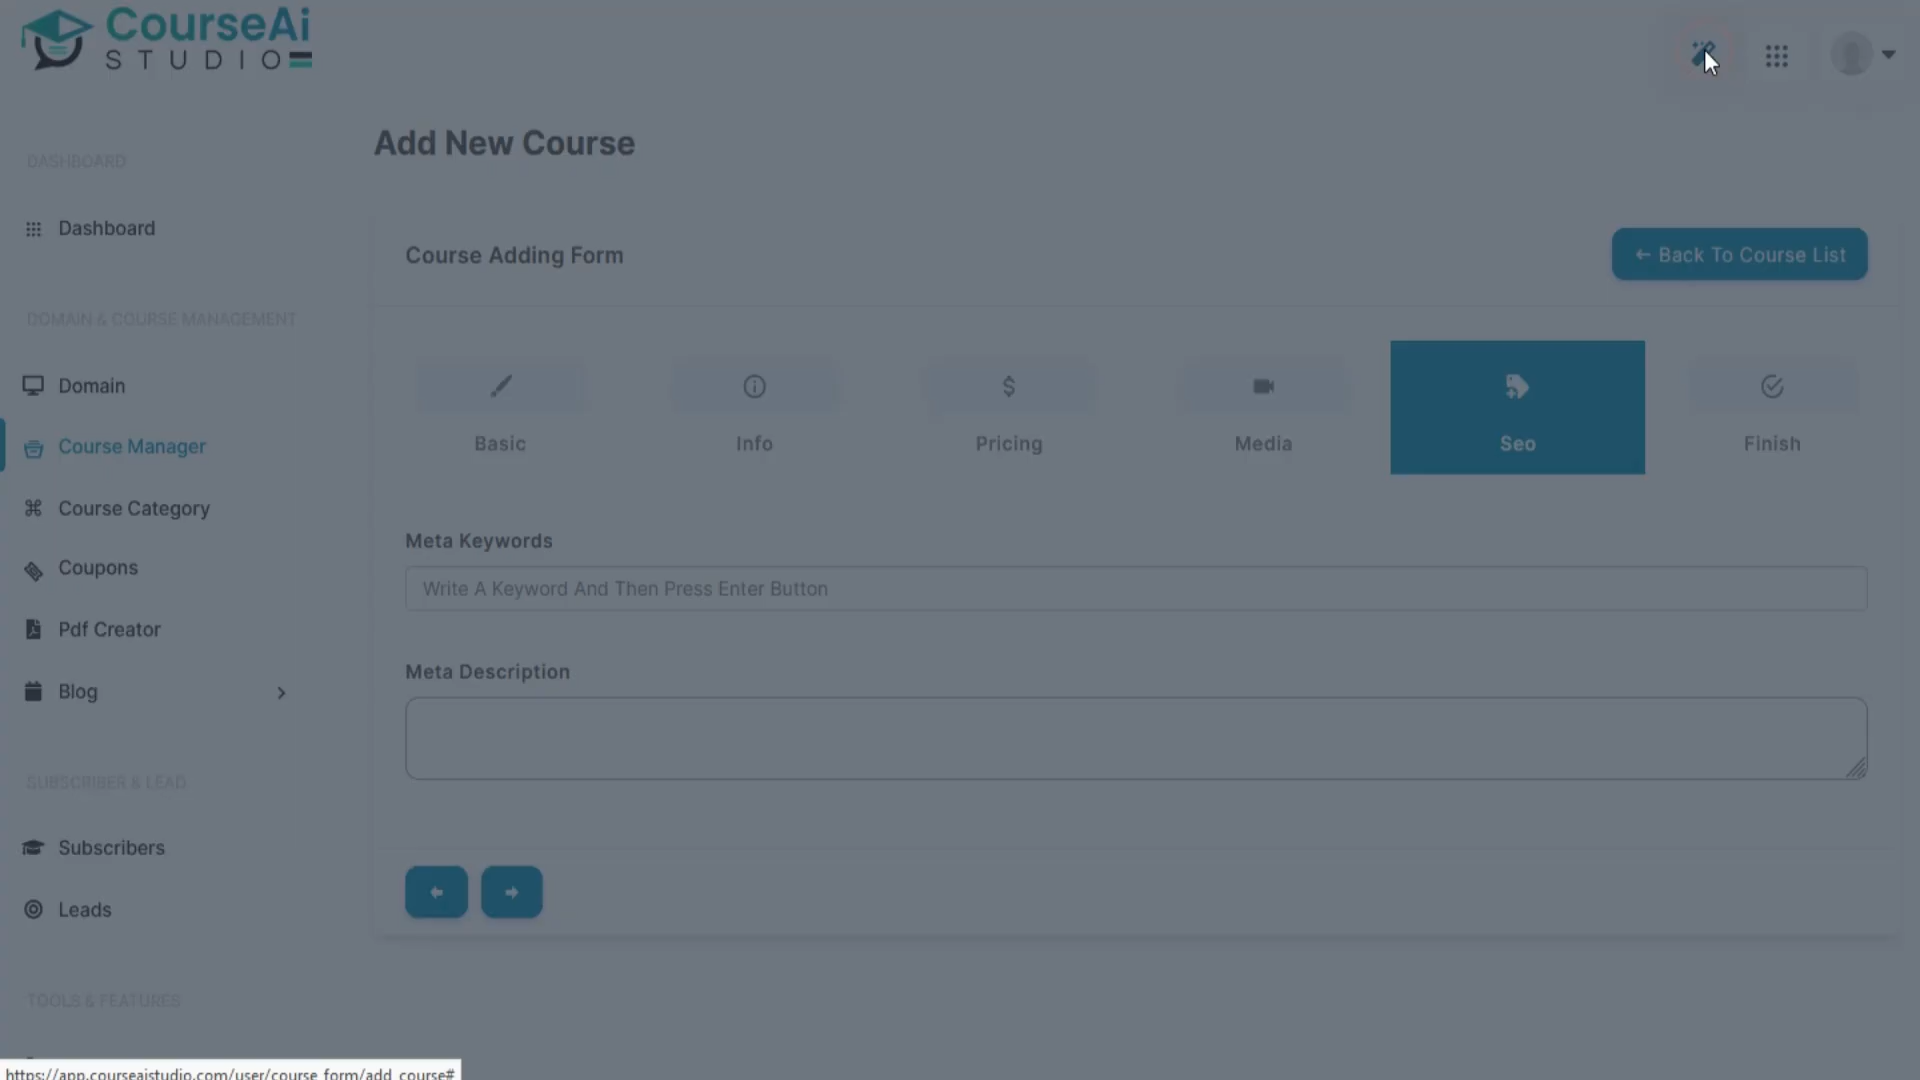 CourseAi
STUDIO
Add New Course
DASHBOARD
Dashboard
Course Adding Form
← Back To Course List
DOMAIN & COURSE MANAGEMENT
Domain
Course Manager
Course Category
Coupons
Pdf Creator
Blog
Basic
Info
Pricing
Media
Seo
Finish
Meta Keywords
Write A Keyword And Then Press Enter Button
Meta Description
SUBSCRIBER & LEAD
Subscribers
Leads
TOOLS & FEATURES
https://app.courseaistudio.com/user/course_form/add_course#